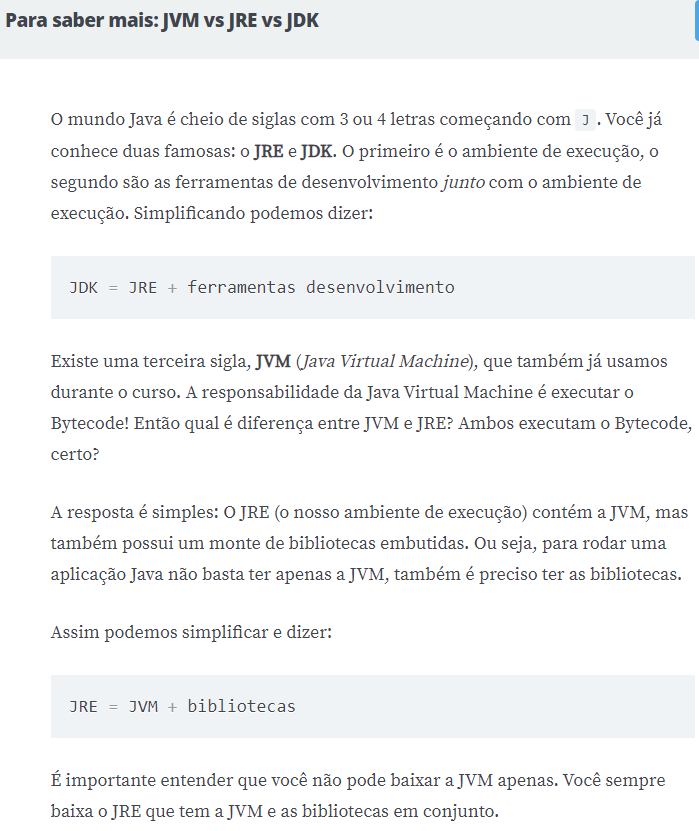 Para saber mais: JVM vs JRE vs JDK
O mundo Java é cheio de siglas com 3 ou 4 letras começando com J . Você já
conhece duas famosas: o JRE e JDK. O primeiro é o ambiente de execução, o
segundo são as ferramentas de desenvolvimento junto com o ambiente de
execução. Simplificando podemos dizer:
JDK = JRE + ferramentas desenvolvimento
Existe uma terceira sigla, JVM (Java Virtual Machine), que também já usamos
durante o curso. A responsabilidade da Java Virtual Machine é executar o
Bytecode! Então qual é diferença entre JVM e JRE? Ambos executam o Bytecode,
certo?
A resposta é simples: O JRE (o nosso ambiente de execução) contém a JVM, mas
também possui um monte de bibliotecas embutidas. Ou seja, para rodar uma
aplicação Java não basta ter apenas a JVM, também é preciso ter as bibliotecas.
Assim podemos simplificar e dizer:
JRE = JVM + bibliotecas
É importante entender que você não pode baixar a JVM apenas. Você sempre
baixa o JRE que tem a JVM e as bibliotecas em conjunto.